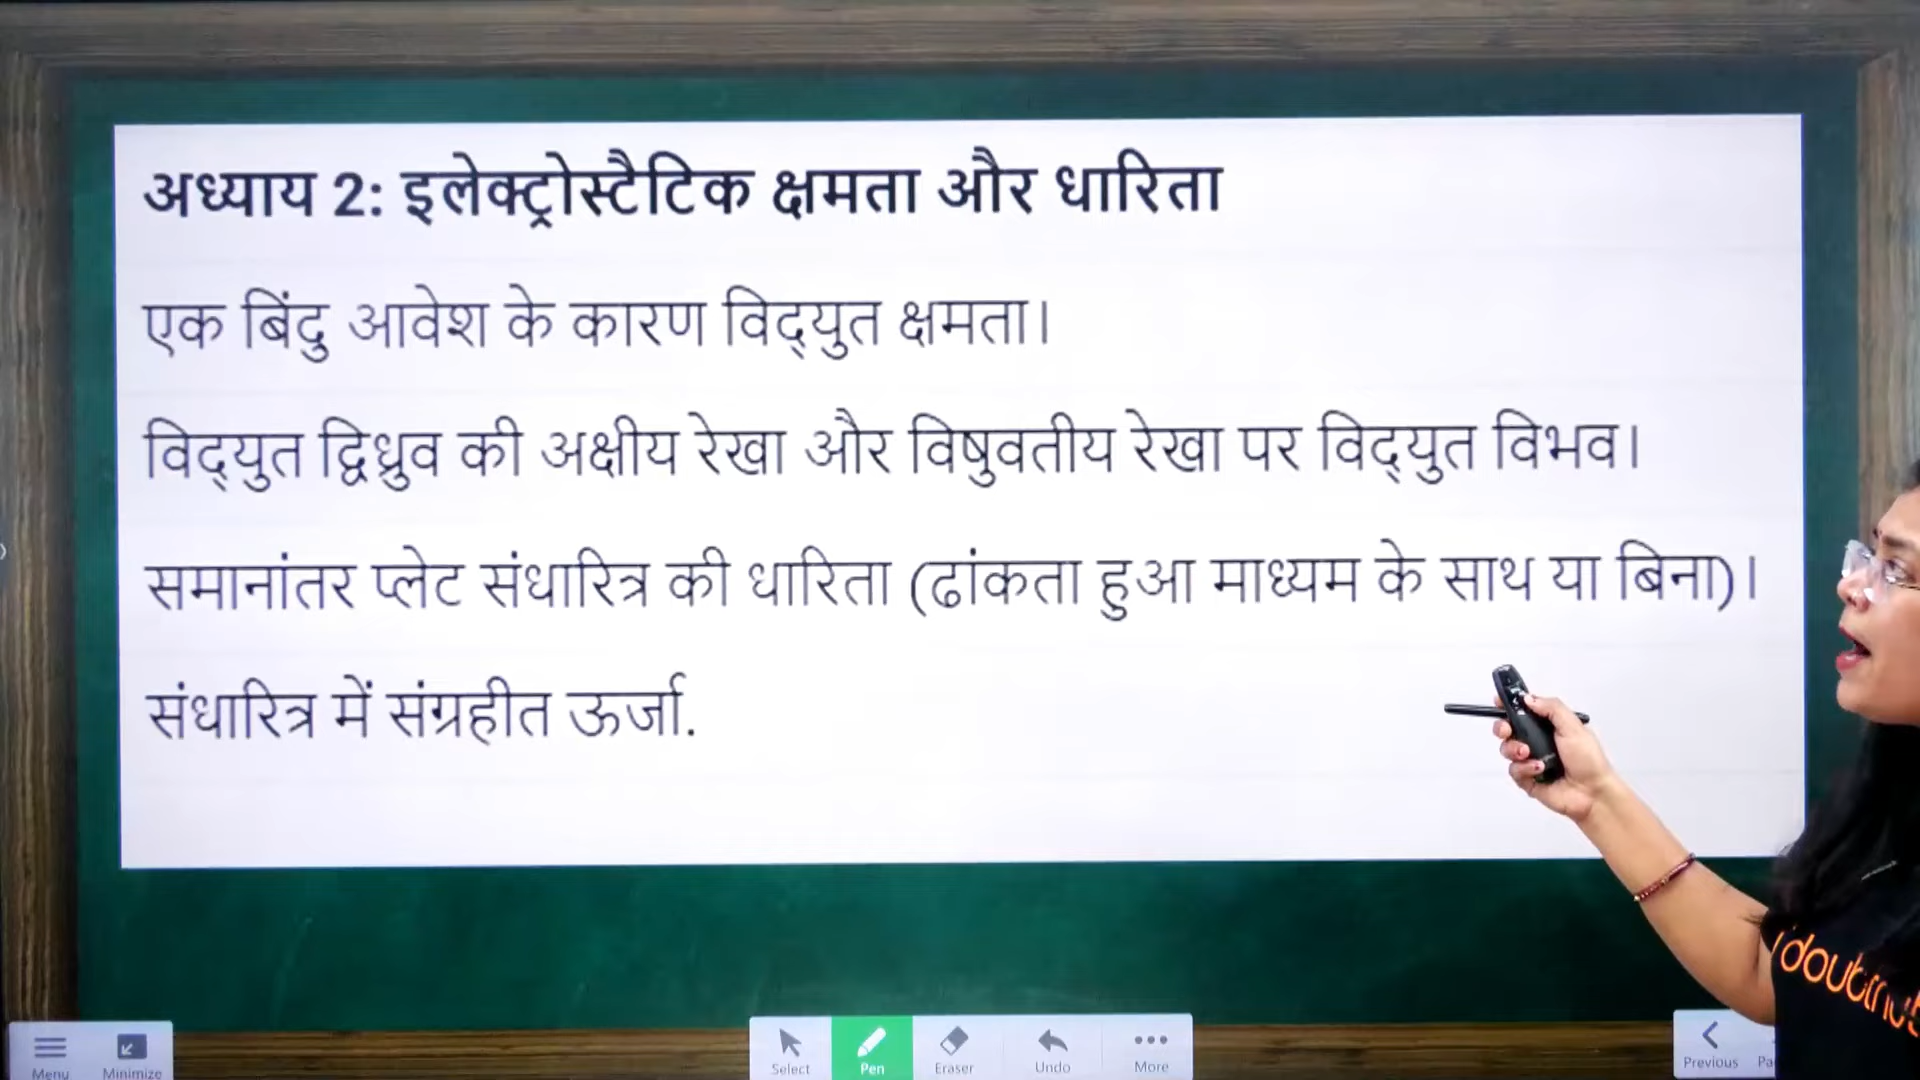 अध्याय 2: इलेक्ट्रोस्टैटिक क्षमता और धारिता
एक बिंदु आवेश के कारण विद्युत क्षमता।
विद्युत द्विध्रुव की अक्षीय रेखा और विषुवतीय रेखा पर विद्युत विभव।
समानांतर प्लेट संधारित्र की धारिता (ढांकता हुआ माध्यम के साथ या बिना)।
संधारित्र में संग्रहीत ऊर्जा.
doubtnut
Menu Minimize Select Pen Eraser Undo More Previous